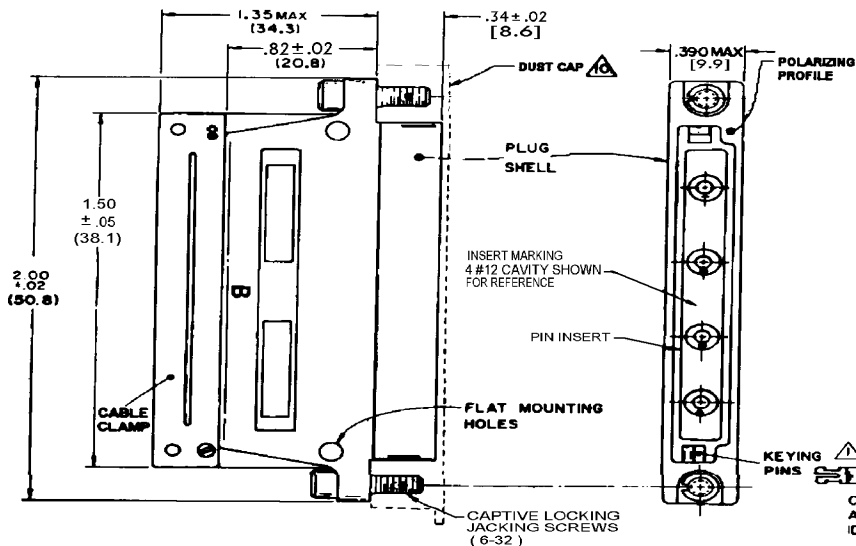 1.35 MAX
(34.3)
.34±.02
[8.6]
.82±.02
(20.8)
.390 MAX
[9.9]
DUST CAP 10
POLARIZING
PROFILE
PLUG
SHELL
1.50
±.05
(38.1)
2.00
(50.8)
B
INSERT MARKING
4 #12 CAVITY SHOWN
FOR REFERENCE
PIN INSERT
CABLE
CLAMP
FLAT MOUNTING
HOLES
KEYING
PINS
CAPTIVE LOCKING
JACKING SCREWS
( 6-32 )